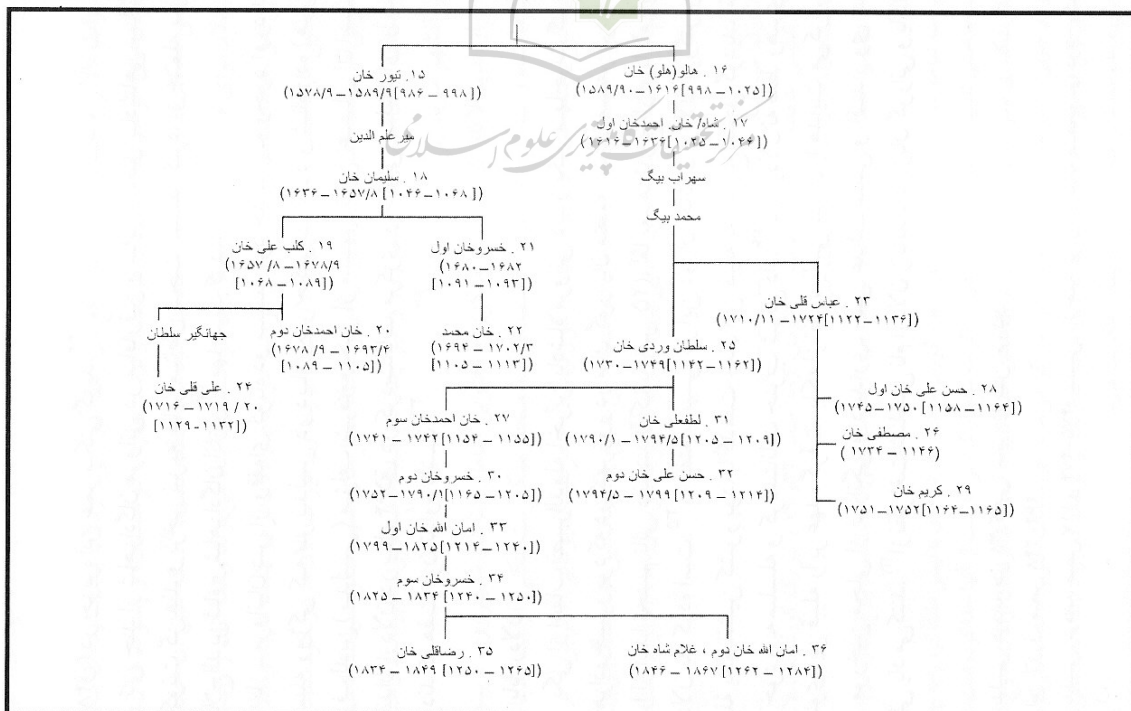 ۱۶ . هالو (هلو) خان
(۱۵۸۹/۹۰–۱۶۱۶[۹۹۸–۱۰۲۵])
۱۵. تیور خان
(۱۵۷۸/۹–۱۵۸۹/۹[۹۸۶ – ۹۹۸])
۱۷ . شاه/ خان. احمدخان اول
(۱۶۱۶–۱۶۳۶[۱۰۲۵–۱۰۴۶])
میر علم الدین
مرکز تحقیقات کامپیوتری علوم اسلامی
سهراب بیگ
۱۸ . سلیمان خان
(۱۶۳۶ – ۱۶۵۷/۸ [۱۰۴۶ – ۱۰۶۸ ])
محمد بیگ
۲۱ . خسروخان اول
(۱۶۸۰–۱۶۸۲
[۱۰۹۱ – ۱۰۹۳])
۱۹ . کلب علی خان
(۱۶۵۷ /۸ –۱۶۷۸/۹
[۱۰۶۸ –۱۰۸۹])
۲۳ . عباس قلی خان
(۱۷۱۰/۱۱ – ۱۷۲۴[۱۱۲۲–۱۱۳۶])
۲۵ . سلطان وردی خان
(۱۷۳۰–۱۷۴۹[۱۱۴۲–۱۱۶۲])
۲۲ . خان محمد
(۱۶۹۴ – ۱۷۰۲/۳
[۱۱۰۵ – ۱۱۱۳])
۲۰ . خان احمدخان دوم
(۱۶۷۸ /۹ – ۱۶۹۳/۴
[۱۰۸۹ – ۱۱۰۵])
جهانگیر سلطان
۲۴ . علی قلی خان
(۱۷۱۶ – ۱۷۱۹ / ۲۰
[۱۱۲۹-۱۱۳۲])
۲۸ . حسن علی خان اول
(۱۷۴۵–۱۷۵۰ [۱۱۵۸ – ۱۱۶۴])
۲۶ . مصطفی خان
(۱۷۳۴ – ۱۱۴۶)
۲۹ . کریم خان
(۱۷۵۱–۱۷۵۲[۱۱۶۴–۱۱۶۵])
۳۱ . لطفعلی خان
(۱۷۹۰/۱ – ۱۷۹۴/۵[۱۲۰۵ – ۱۲۰۹])
۲۷ . خان احمدخان سوم
(۱۷۴۱ – ۱۷۴۲[۱۱۵۴ – ۱۱۵۵])
۳۲ . حسن علی خان دوم
(۱۷۹۴/۵ – ۱۷۹۹ [۱۲۰۹ – ۱۲۱۴])
۳۰ . خسروخان دوم
(۱۷۵۲–۱۷۹۰/۱[۱۱۶۵ –۱۲۰۵])
۳۳ . امان الله خان اول
(۱۷۹۹–۱۸۲۵[۱۲۱۴–۱۲۴۰])
۳۴ . خسروخان سوم
(۱۸۲۵ – ۱۸۳۴ [۱۲۴۰ – ۱۲۵۰])
۳۶ . امان الله خان دوم ، غلام شاه خان
(۱۸۴۶ – ۱۸۶۷ [۱۲۶۲ – ۱۲۸۴])
۳۵ . رضاقلی خان
(۱۸۳۴ – ۱۸۴۹ [۱۲۵۰ – ۱۲۶۵])